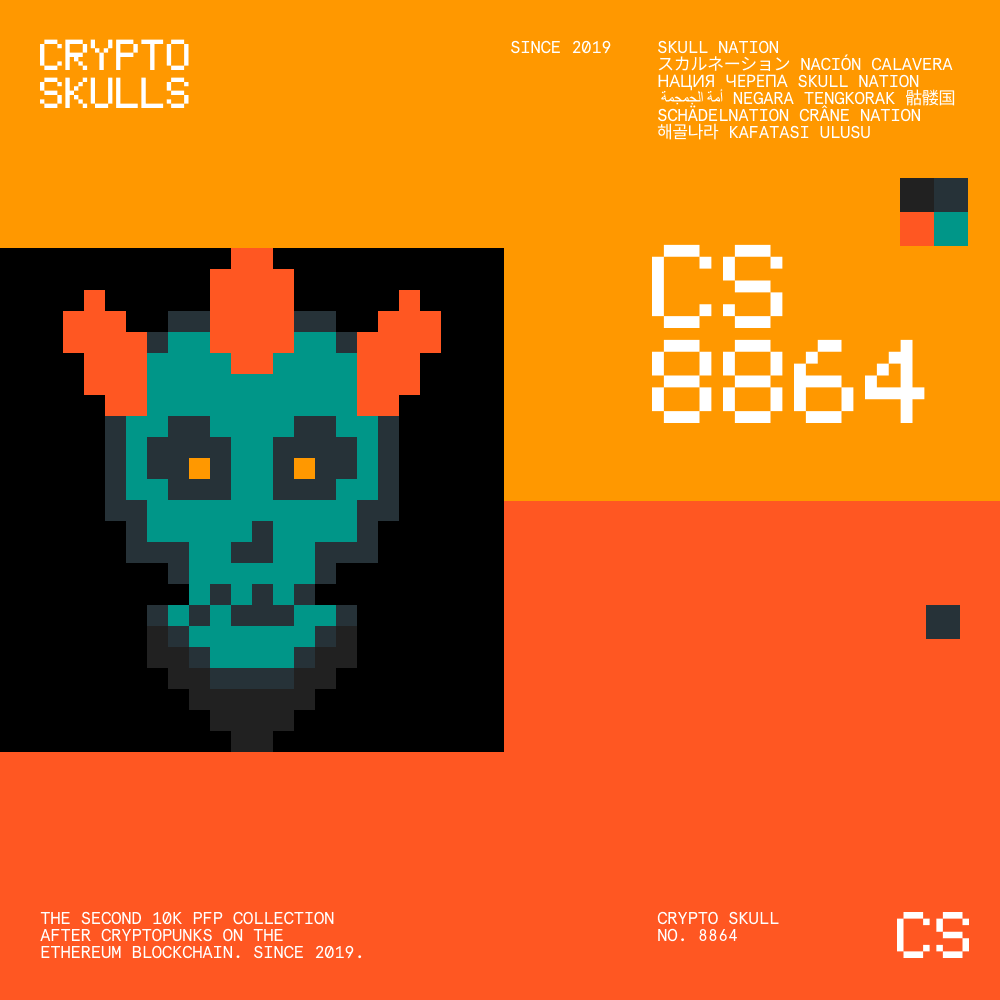 CRYPTO
SKULLS
SINCE 2019
SKULL NATION
スカルネーション NACIÓN CALAVERA
НАЦИЯ ЧЕРЕПА SKULL NATION
أمة الجمجمة NEGARA TENGKORAK 骷髅国
SCHÄDELNATION CRÂNE NATION
해골나라 KAFATASI ULUSU
CS
8864
THE SECOND 10K PFP COLLECTION
AFTER CRYPTOPUNKS ON THE
ETHEREUM BLOCKCHAIN. SINCE 2019.
CRYPTO SKULL
NO. 8864
CS